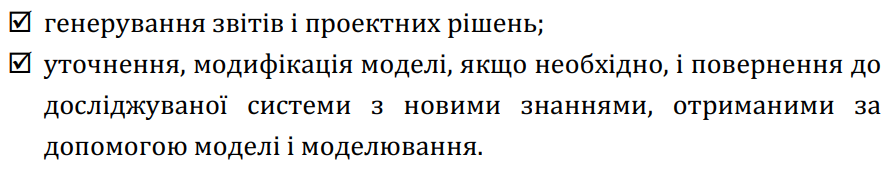 ☑ генерування звітів і проектних рішень;
☑ уточнення, модифікація моделі, якщо необхідно, і повернення до
досліджуваної системи з новими знаннями, отриманими за
допомогою моделі і моделювання.